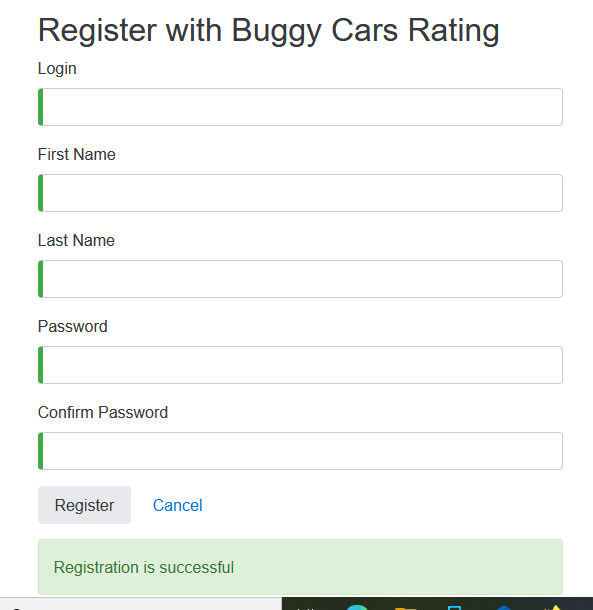 Register with Buggy Cars Rating
Login
First Name
Last Name
Password
Confirm Password
Register Cancel
Registration is successful